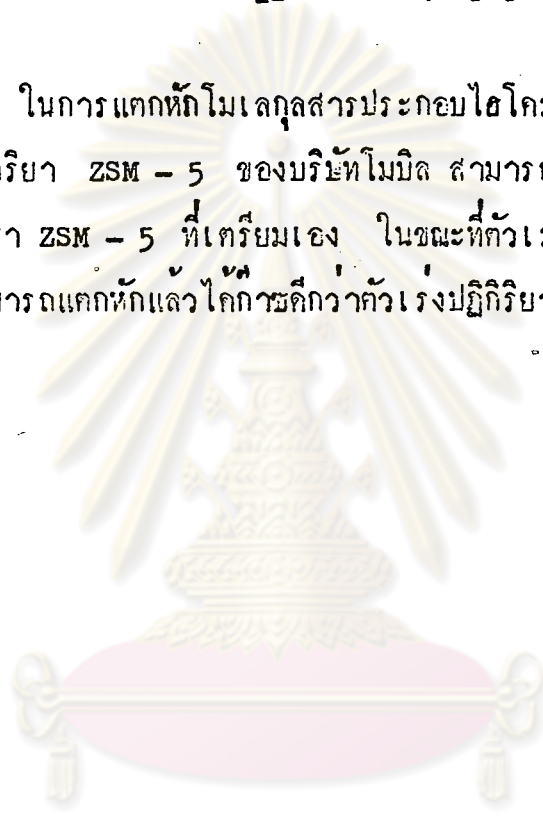 ในการแตกหักโมเลกุลสารประกอบไฮโค
ริยา ZSM - 5 ของบริษัทโมบิล สามาร
า ZSM - 5 ที่เตรียมเอง ในขณะที่ตัวเ
ารถแตกหักแล้วได้ก๊าซดีกว่าตัวเร่งปฏิกิริยา